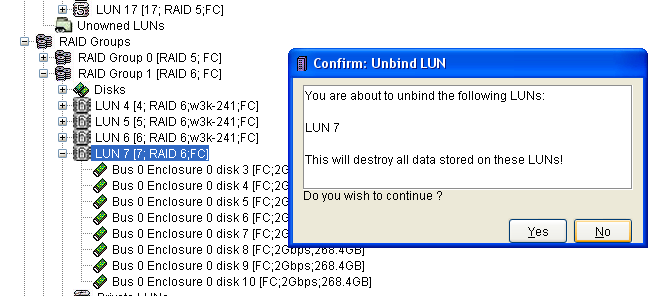 LUN 17 [17; RAID 5;FC]
Unowned LUNs
RAID Groups
RAID Group 0 [RAID 5; FC]
RAID Group 1 [RAID 6; FC]
Disks
LUN 4 [4; RAID 6;w3k-241;FC]
LUN 5 [5; RAID 6;w3k-241;FC]
LUN 6 [6; RAID 6;w3k-241;FC]
LUN 7 [7; RAID 6;FC]
Bus 0 Enclosure 0 disk 3 [FC;2G
Bus 0 Enclosure 0 disk 4 [FC;2G
Bus 0 Enclosure 0 disk 5 [FC;2G
Bus 0 Enclosure 0 disk 6 [FC;2G
Bus 0 Enclosure 0 disk 7 [FC;2G
Bus 0 Enclosure 0 disk 8 [FC;2Gbps;268.4GB]
Bus 0 Enclosure 0 disk 9 [FC;2Gbps;268.4GB]
Bus 0 Enclosure 0 disk 10 [FC;2Gbps;268.4GB]
Private LUNs
Confirm: Unbind LUN
You are about to unbind the following LUNs:
LUN 7
This will destroy all data stored on these LUNs!
Do you wish to continue ?
Yes
No